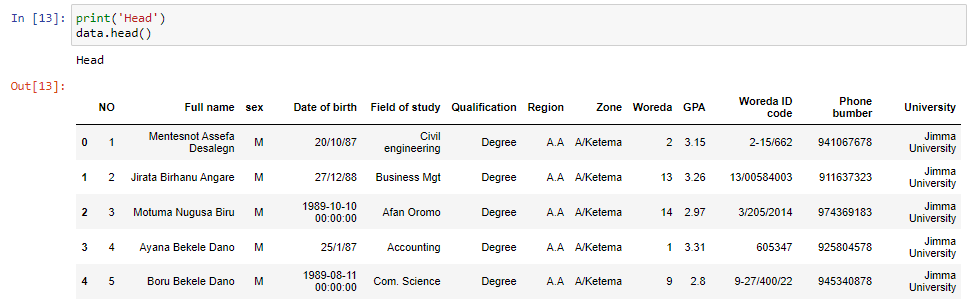 In [13]: print('Head')
data.head()
Head
Out[13]:
NO Full name sex Date of birth Field of study Qualification Region Zone Woreda GPA Woreda ID code Phone bumber University
0 1 Mentesnot Assefa Desalegn M 20/10/87 Civil engineering Degree A.A A/Ketema 2 3.15 2-15/662 941067678 Jimma University
1 2 Jirata Birhanu Angare M 27/12/88 Business Mgt Degree A.A A/Ketema 13 3.26 13/00584003 911637323 Jimma University
2 3 Motuma Nugusa Biru M 1989-10-10 00:00:00 Afan Oromo Degree A.A A/Ketema 14 2.97 3/205/2014 974369183 Jimma University
3 4 Ayana Bekele Dano M 25/1/87 Accounting Degree A.A A/Ketema 1 3.31 605347 925804578 Jimma University
4 5 Boru Bekele Dano M 1989-08-11 00:00:00 Com. Science Degree A.A A/Ketema 9 2.8 9-27/400/22 945340878 Jimma University